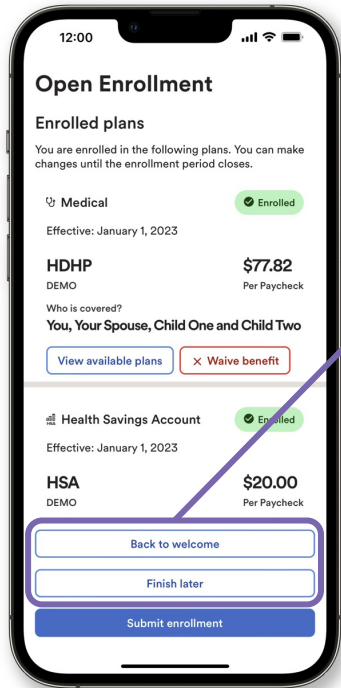 12:00
Open Enrollment
Enrolled plans
You are enrolled in the following plans. You can make
changes until the enrollment period closes.
Medical
Enrolled
Effective: January 1, 2023
HDHP
$77.82
DEMO
Per Paycheck
Who is covered?
You, Your Spouse, Child One and Child Two
View available plans
Waive benefit
Health Savings Account
Enrolled
Effective: January 1, 2023
HSA
$20.00
DEMO
Per Paycheck
Back to welcome
Finish later
Submit enrollment